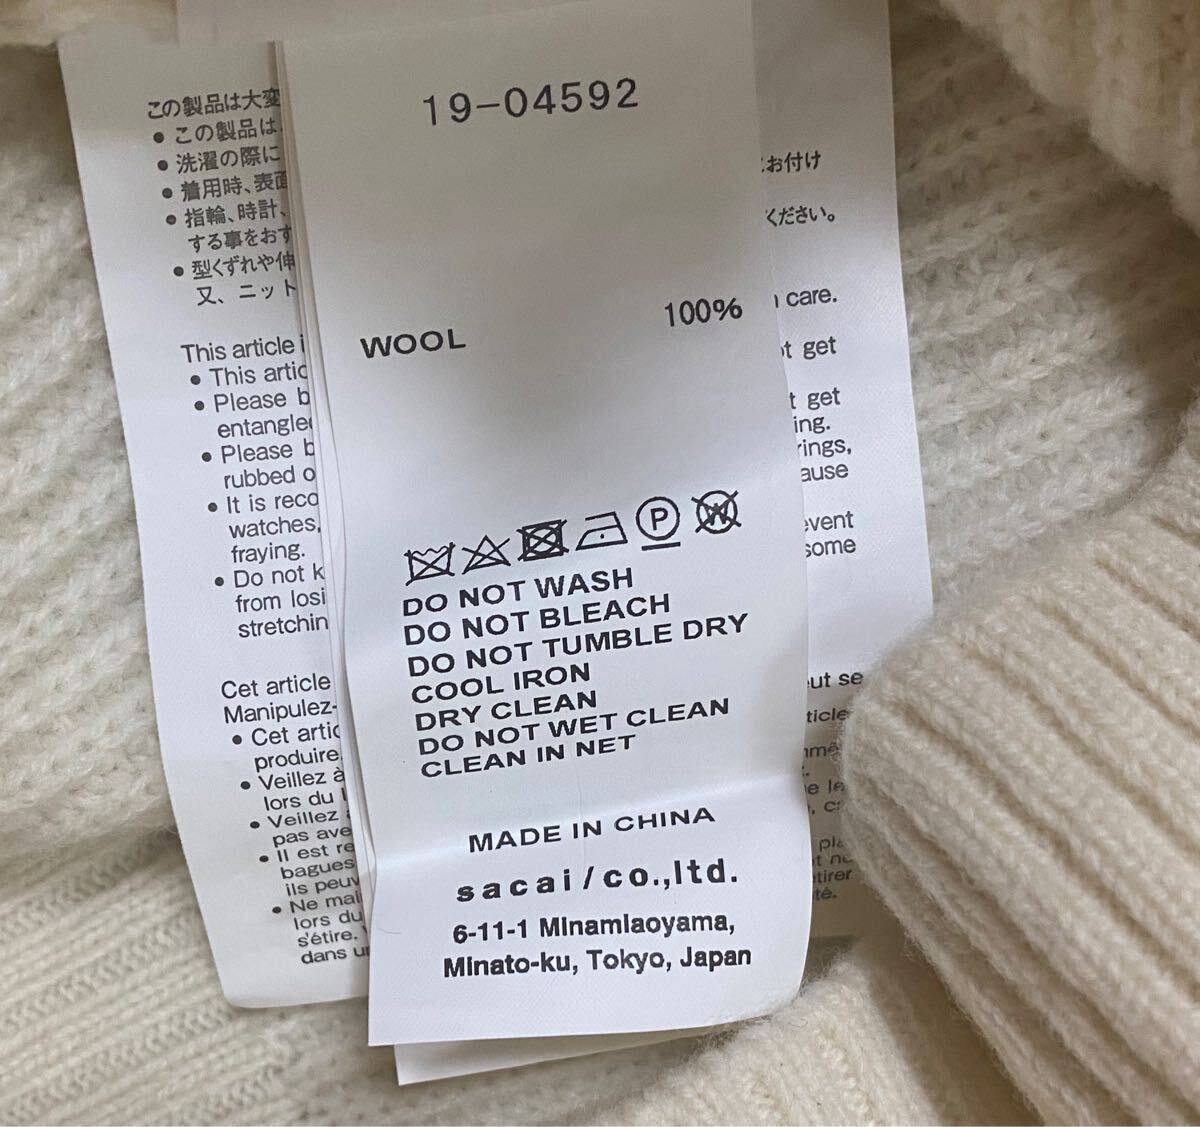 19-04592
WOOL 100%
P W
DO NOT WASH
DO NOT BLEACH
DO NOT TUMBLE DRY
COOL IRON
DRY CLEAN
DO NOT WET CLEAN
CLEAN IN NET
MADE IN CHINA
sacai/co.,ltd.
6-11-1 Minamiaoyama,
Minato-ku, Tokyo, Japan
この製品は大変
● この製品は
● 洗濯の際に
● 着用時、表面
● 指輪、時計、
する事をおす
● 型くずれや伸
又、ニット
This article
● This artic
● Please b
entangle
● Please b
rubbed o
● It is reco
watches,
fraying.
● Do not k
from losi
stretchin
Cet article
Manipulez-
● Cet artic
produire
● Veillez à
lors du
● Veillez
pas ave
● Il est re
bagues
ils peuv
● Ne mai
lors du
s'étire.
dans u
お付け
ください。
care.
get
get
ing.
rings,
ause
event
some
ut se
ticle